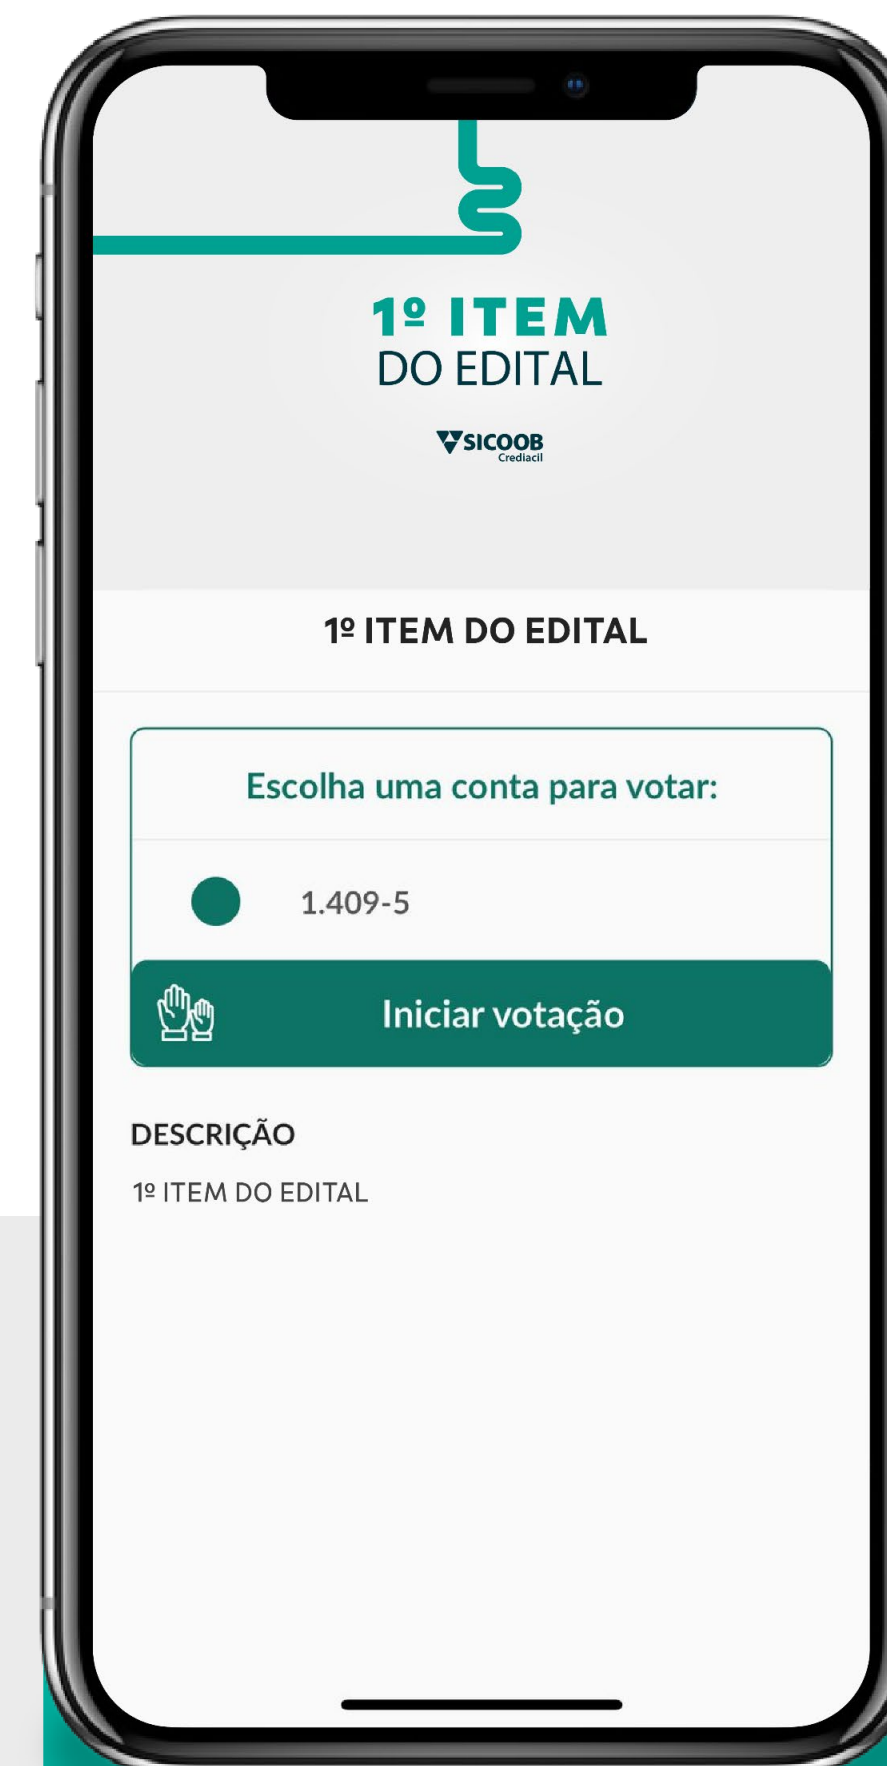 1º ITEM
DO EDITAL
SICOOB
Crediacil
1º ITEM DO EDITAL
Escolha uma conta para votar:
1.409-5
Iniciar votação
DESCRIÇÃO
1º ITEM DO EDITAL